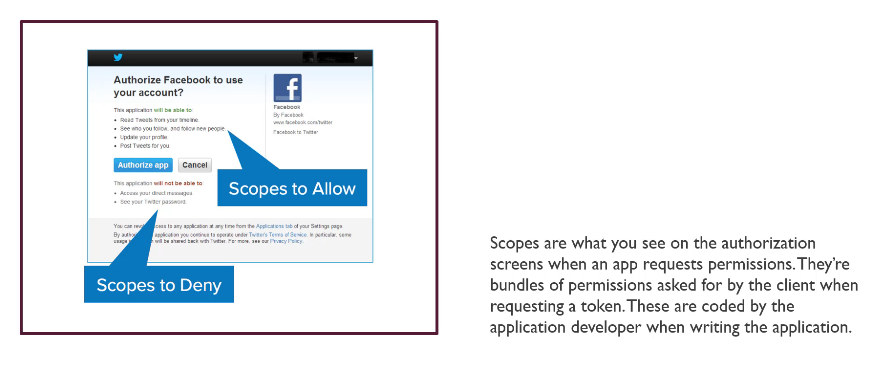 Authorize Facebook to use
your account?
This application will be able to:
• Read Tweets from your timeline.
• See who you follow, and follow new people.
• Update your profile.
• Post Tweets for you.
Authorize app
Cancel
This application will not be able to:
• Access your direct messages.
• See your Twitter password.
Facebook
By Facebook
www.facebook.com/twitter
Facebook to Twitter
Scopes to Allow
You can rev access to any application at any time from the Applications tab of your Settings page.
By autho application you continue to operate under Twitter's Terms of Service. In particular, some
usage will be shared back with Twitter. For more, see our Privacy Policy.
Scopes to Deny
Scopes are what you see on the authorization
screens when an app requests permissions. They're
bundles of permissions asked for by the client when
requesting a token. These are coded by the
application developer when writing the application.